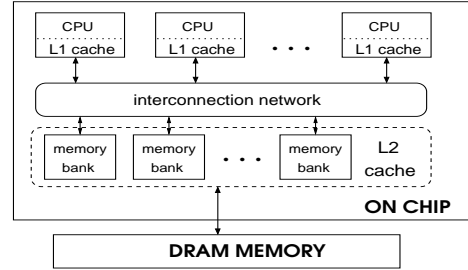 CPU CPU CPU
L1 cache L1 cache . . . L1 cache
interconnection network
memory memory memory L2
bank bank . . . bank cache
ON CHIP
DRAM MEMORY